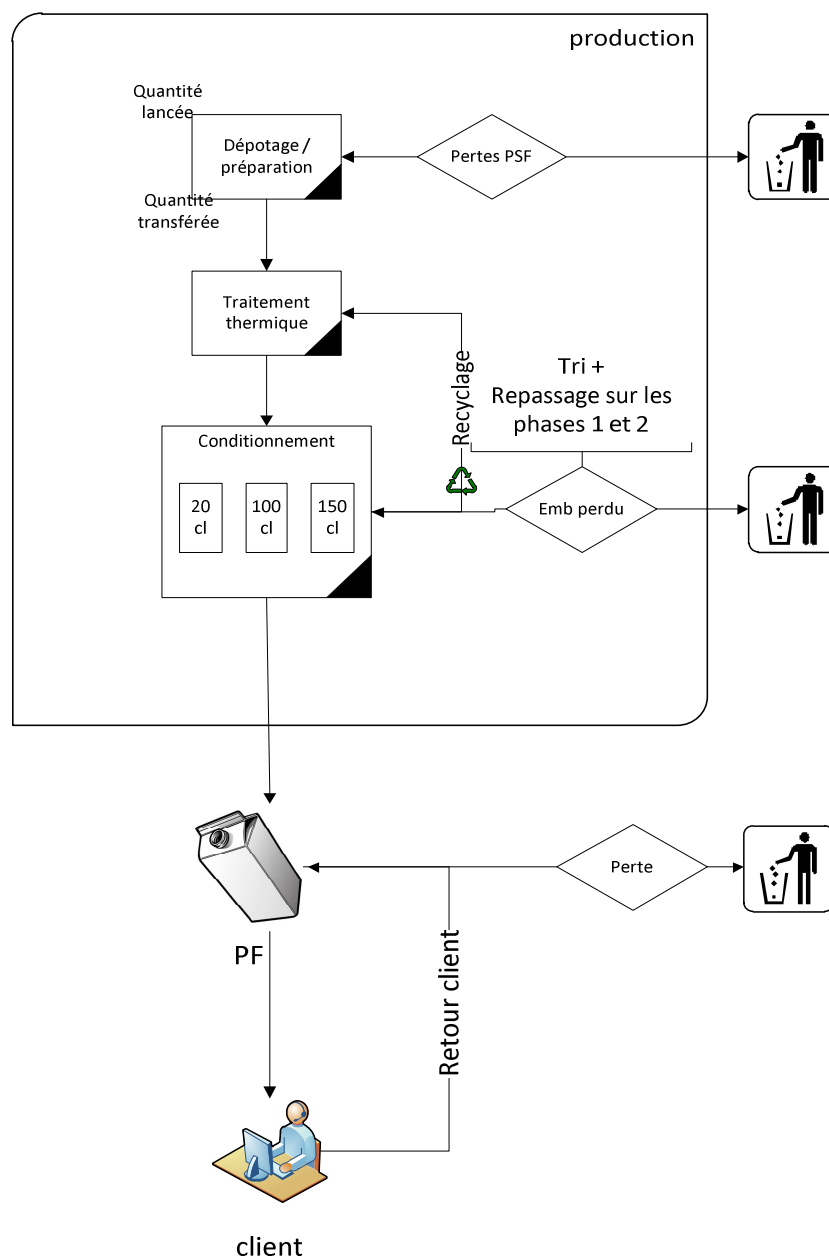 production
Quantité
lancée
Dépotage /
préparation
Pertes PSF
Quantité
transférée
Traitement
thermique
Recyclage
Tri +
Repassage sur les
phases 1 et 2
Conditionnement
20
cl
100
cl
150
cl
Emb perdu
Perte
PF
Retour client
client